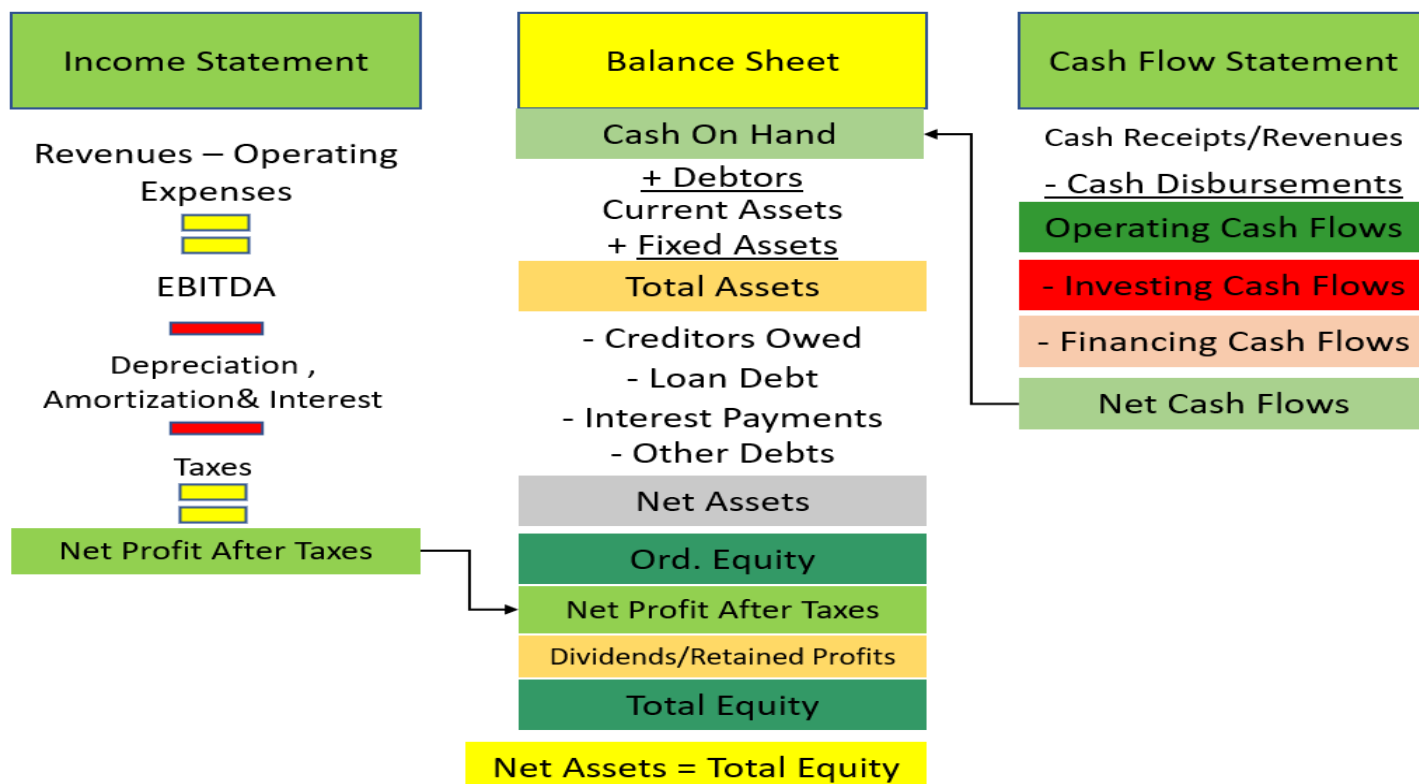 Income Statement
Revenues – Operating
Expenses
EBITDA
Depreciation ,
Amortization& Interest
Taxes
Net Profit After Taxes
Balance Sheet
Cash On Hand
+ Debtors
Current Assets
+ Fixed Assets
Total Assets
- Creditors Owed
- Loan Debt
- Interest Payments
- Other Debts
Net Assets
Ord. Equity
Net Profit After Taxes
Dividends/Retained Profits
Total Equity
Net Assets = Total Equity
Cash Flow Statement
Cash Receipts/Revenues
- Cash Disbursements
Operating Cash Flows
- Investing Cash Flows
- Financing Cash Flows
Net Cash Flows